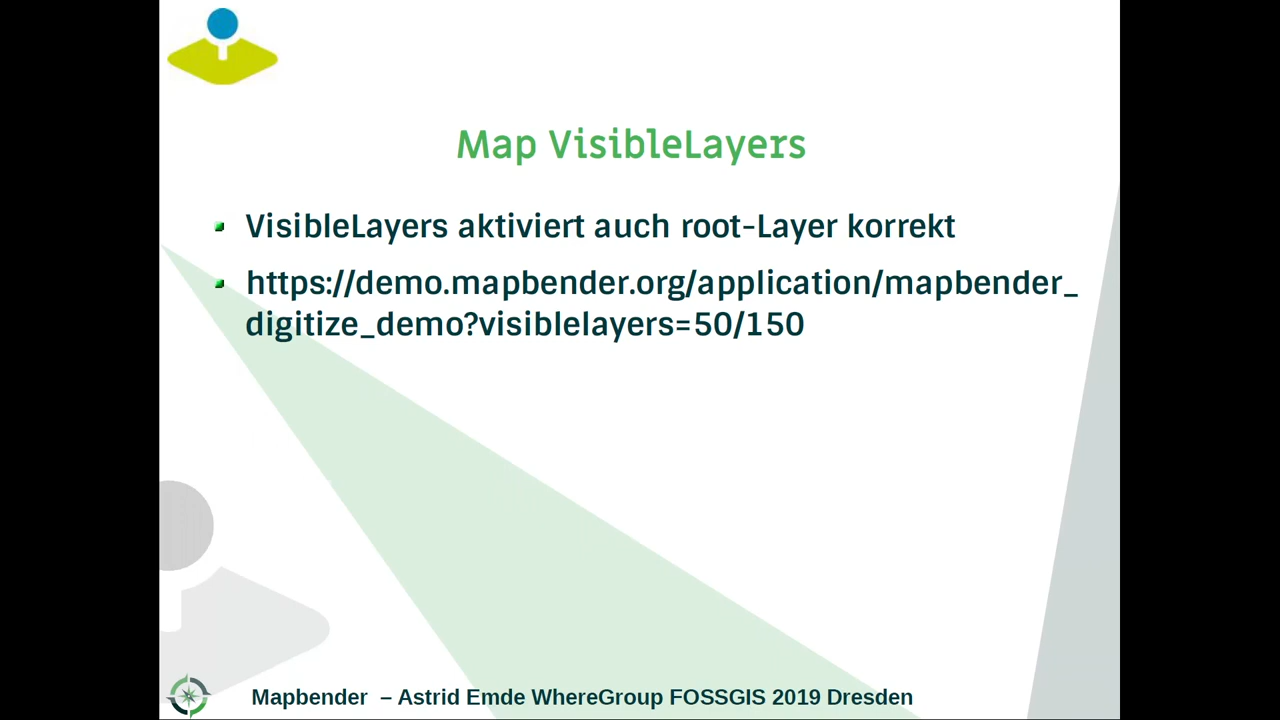 Map VisibleLayers
VisibleLayers aktiviert auch root-Layer korrekt
https://demo.mapbender.org/application/mapbender_
digitize_demo?visiblelayers=50/150
Mapbender – Astrid Emde WhereGroup FOSSGIS 2019 Dresden